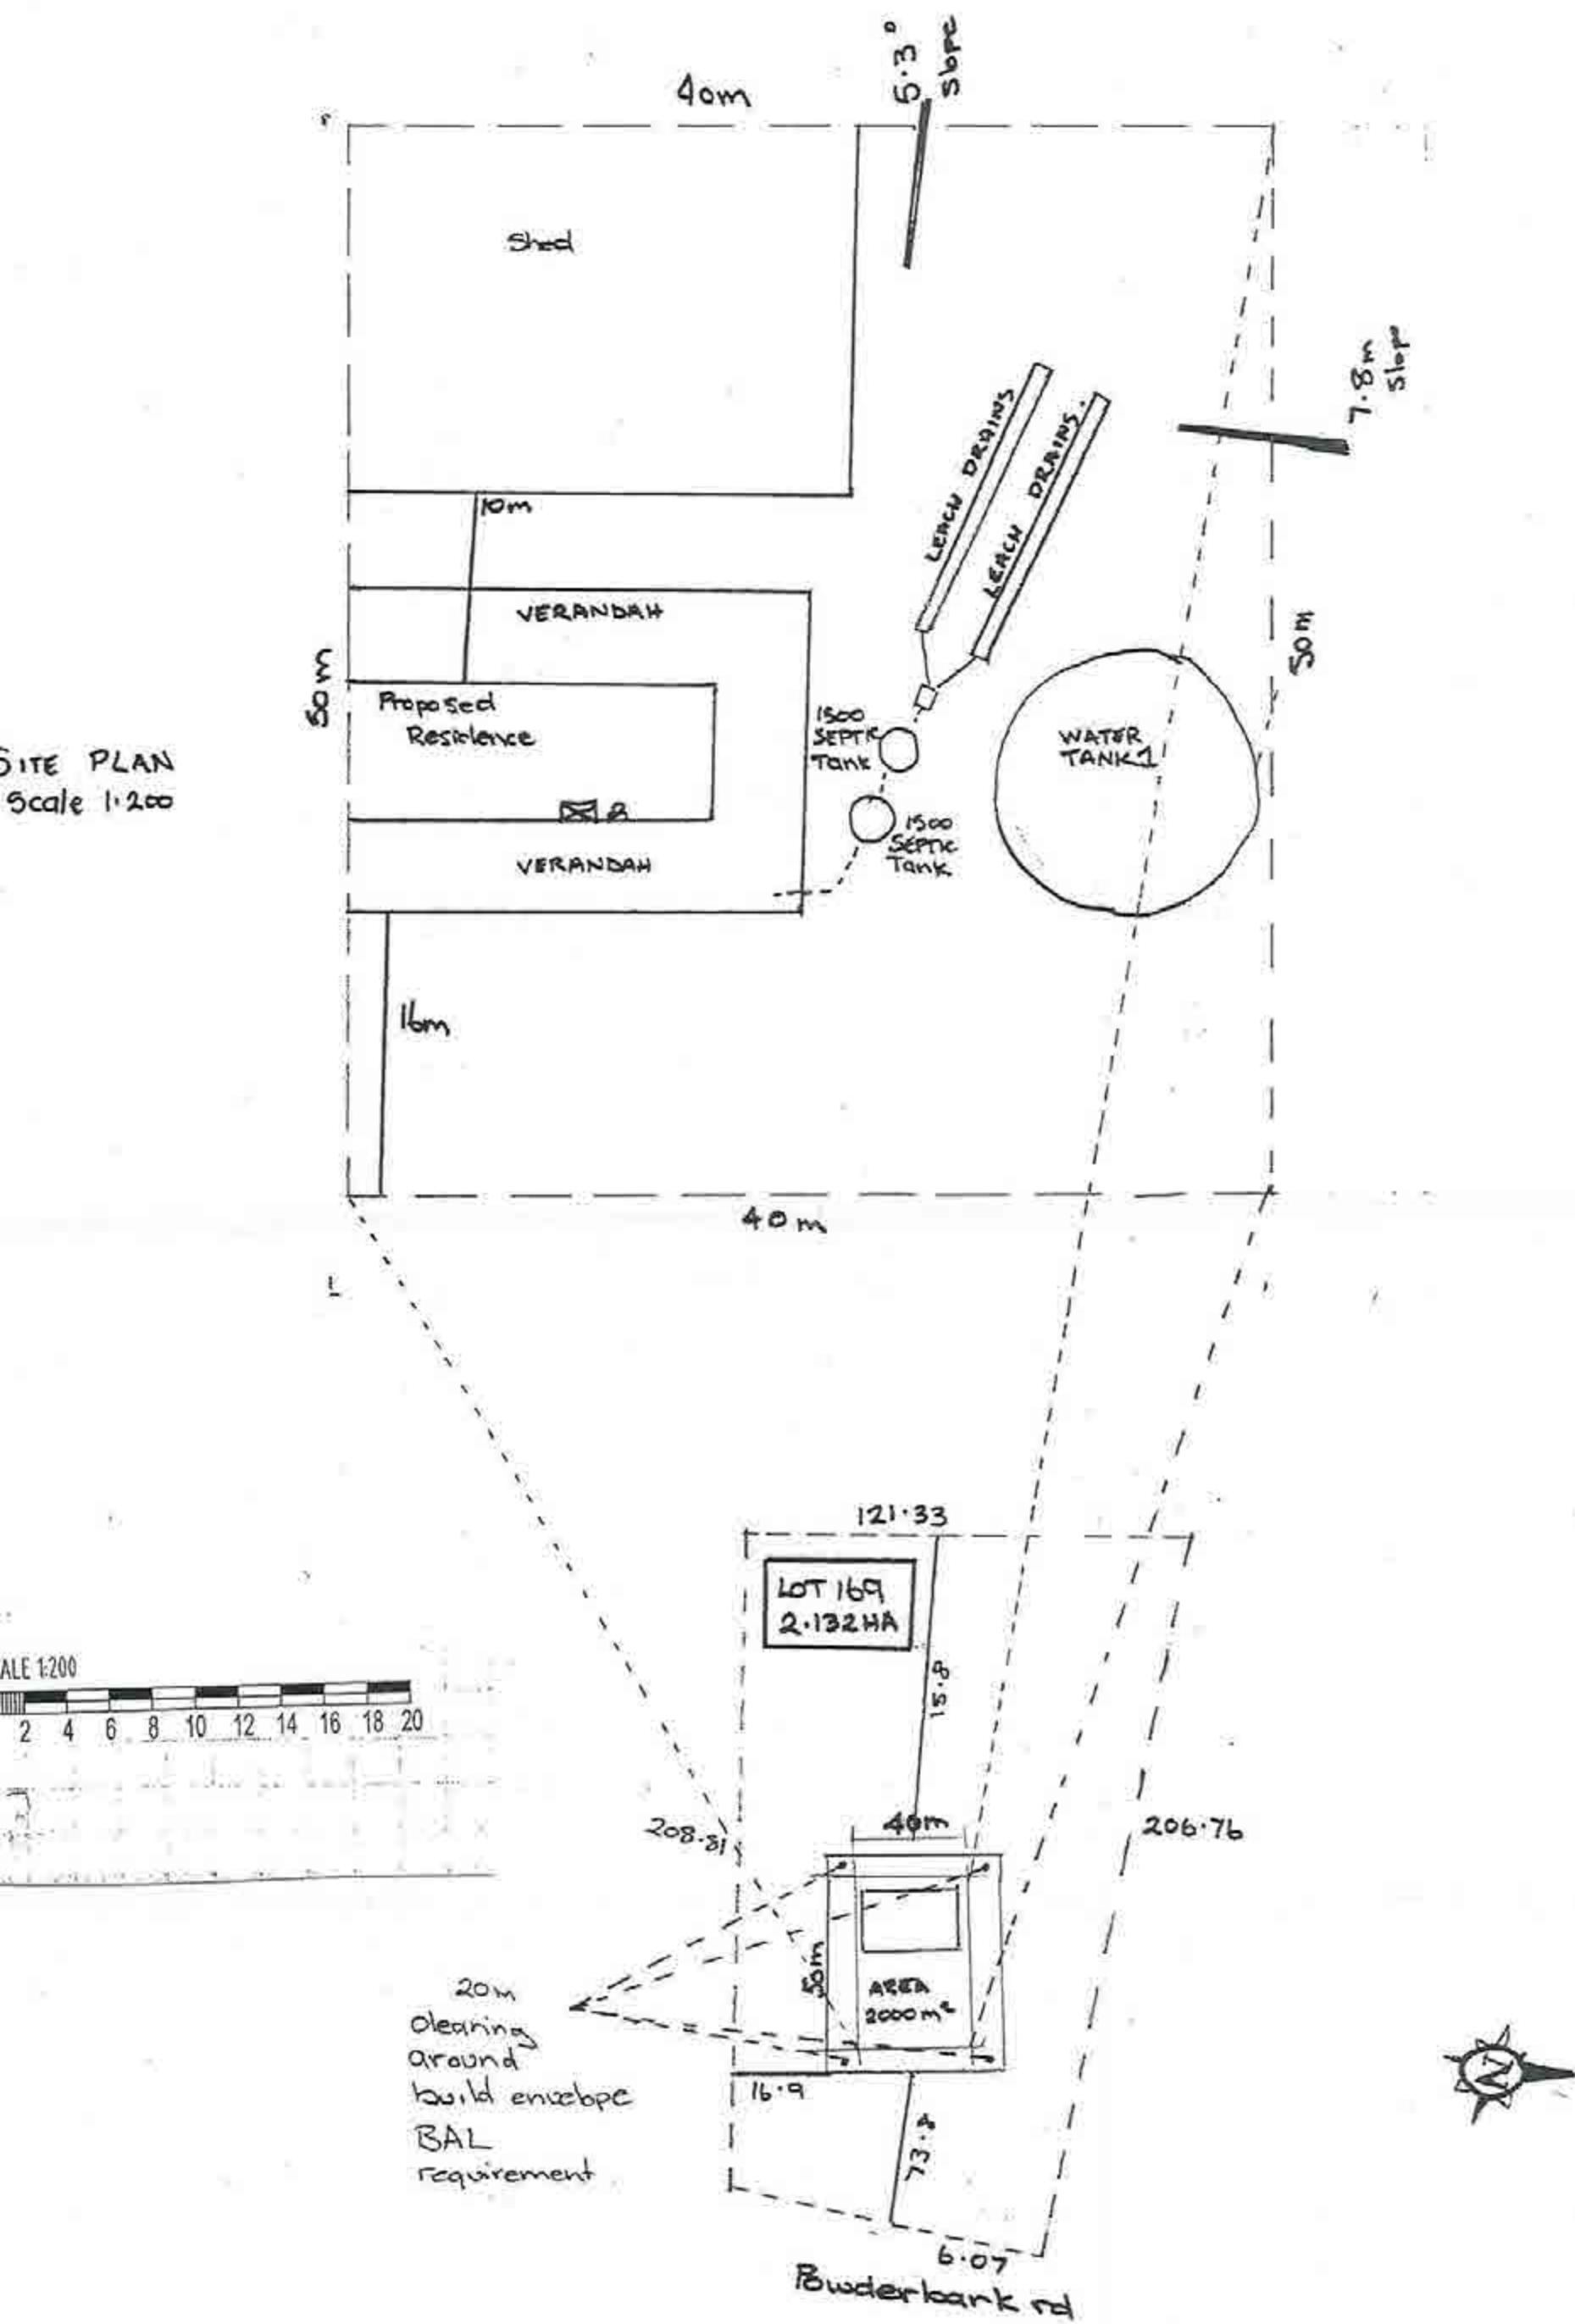 40m
5.3°
slope
Shed
7.8m
slope
LEACH DRAINS
LEACH DRAINS.
10m
VERANDAH
50m
50m
Proposed
Residence
1500
SEPTIC
Tank
WATER
TANK 1
SITE PLAN
Scale 1:200
1500
SEPTIC
Tank
VERANDAH
16m
40m
121.33
LOT 169
2.132HA
15.8
ALE 1:200
2 4 6 8 10 12 14 16 18 20
208.81
40m
206.76
50m
AREA
2000m²
20m
Clearing
around
build envelope
BAL
requirement
16.9
N
6.07
Powderbark rd